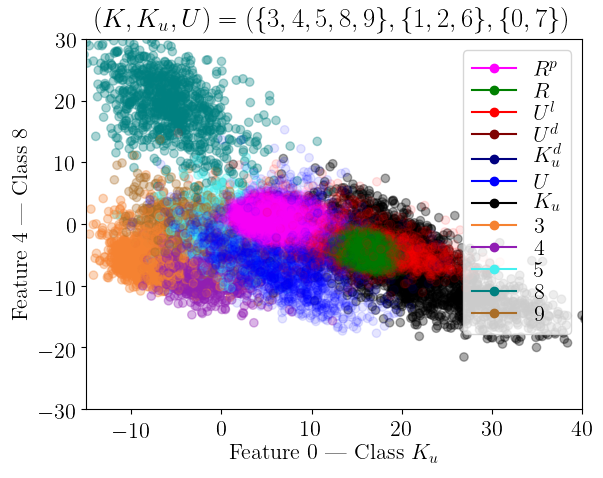 (K, K_u, U) = ({3, 4, 5, 8, 9}, {1, 2, 6}, {0, 7})
30
20
10
0
−10
−20
−30
Feature 4 — Class 8
R^p
R
U^l
U^d
K_u^d
U
K_u
3
4
5
8
9
−10
0
10
20
30
40
Feature 0 — Class K_u